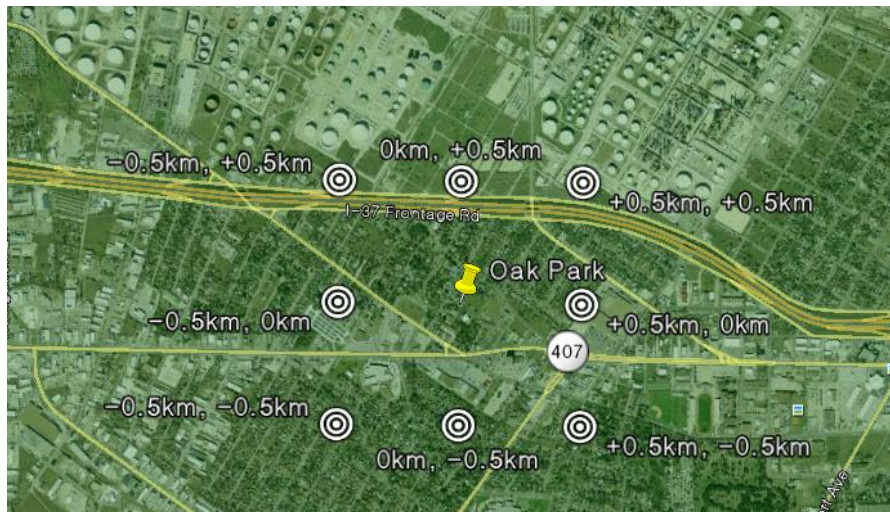 0km, +0.5km
-0.5km, +0.5km
+0.5km, +0.5km
I-37 Frontage Rd
Oak Park
-0.5km, 0km
+0.5km, 0km
407
-0.5km, -0.5km
+0.5km, -0.5km
0km, -0.5km
Ave